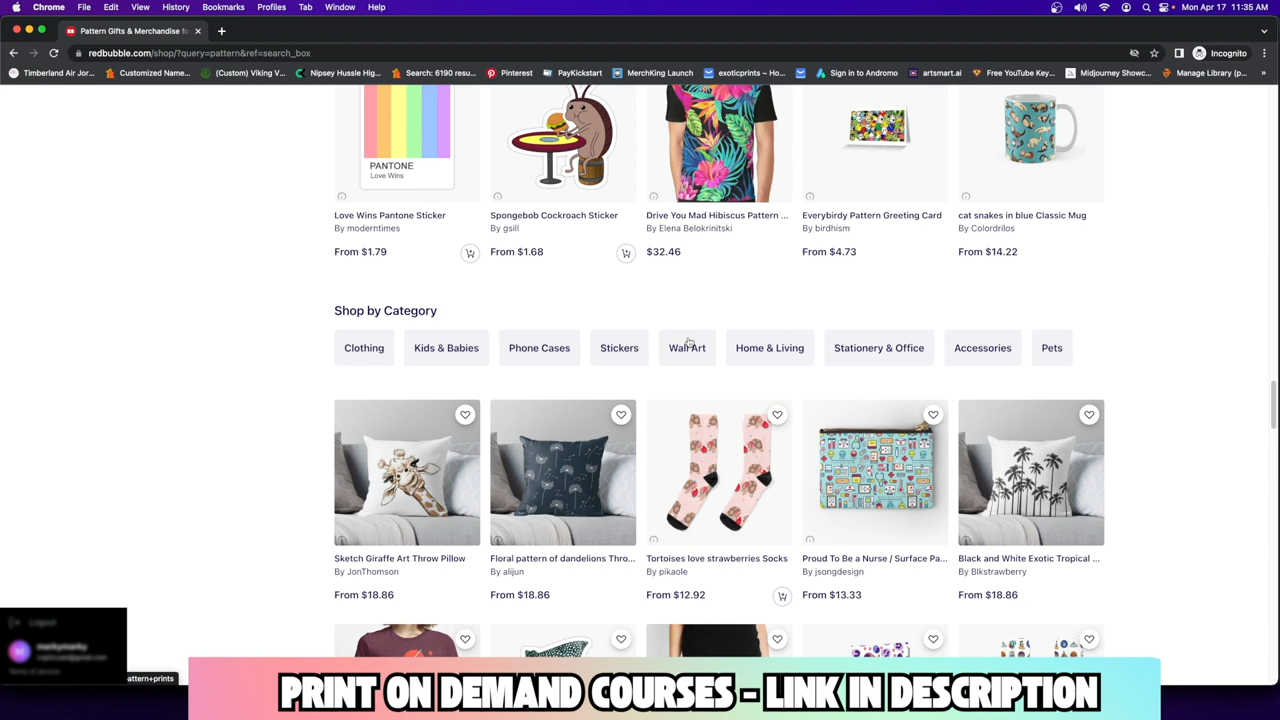 Chrome File Edit View History Bookmarks Profiles Tab Window Help Mon Apr 17 11:35 AM
Pattern Gifts & Merchandise fo
redbubble.com/shop/?query=pattern&ref=search_box Incognito
Timberland Air Jor... Customized Name... (Custom) Viking V... Nipsey Hussle Hig... Search: 6190 resu... Pinterest PayKickstart MerchKing Launch exoticprints – Ho... Sign in to Andromo artsmart.ai Free YouTube Key... Midjourney Showc... Manage Library (p... »
PANTONE
Love Wins
Love Wins Pantone Sticker Spongebob Cockroach Sticker Drive You Mad Hibiscus Pattern ... Everybirdy Pattern Greeting Card cat snakes in blue Classic Mug
By moderntimes By gsill By Elena Belokrinitski By birdhism By Colordrilos
From $1.79 From $1.68 $32.46 From $4.73 From $14.22
Shop by Category
Clothing Kids & Babies Phone Cases Stickers Wall Art Home & Living Stationery & Office Accessories Pets
Sketch Giraffe Art Throw Pillow Floral pattern of dandelions Thro... Tortoises love strawberries Socks Proud To Be a Nurse / Surface Pa... Black and White Exotic Tropical ...
By JonThomson By alijun By pikaole By jsongdesign By Blkstrawberry
From $18.86 From $18.86 From $12.92 From $13.33 From $18.86
Logout
markymarky
Terms of service
attern+prints
PRINT ON DEMAND COURSES - LINK IN DESCRIPTION